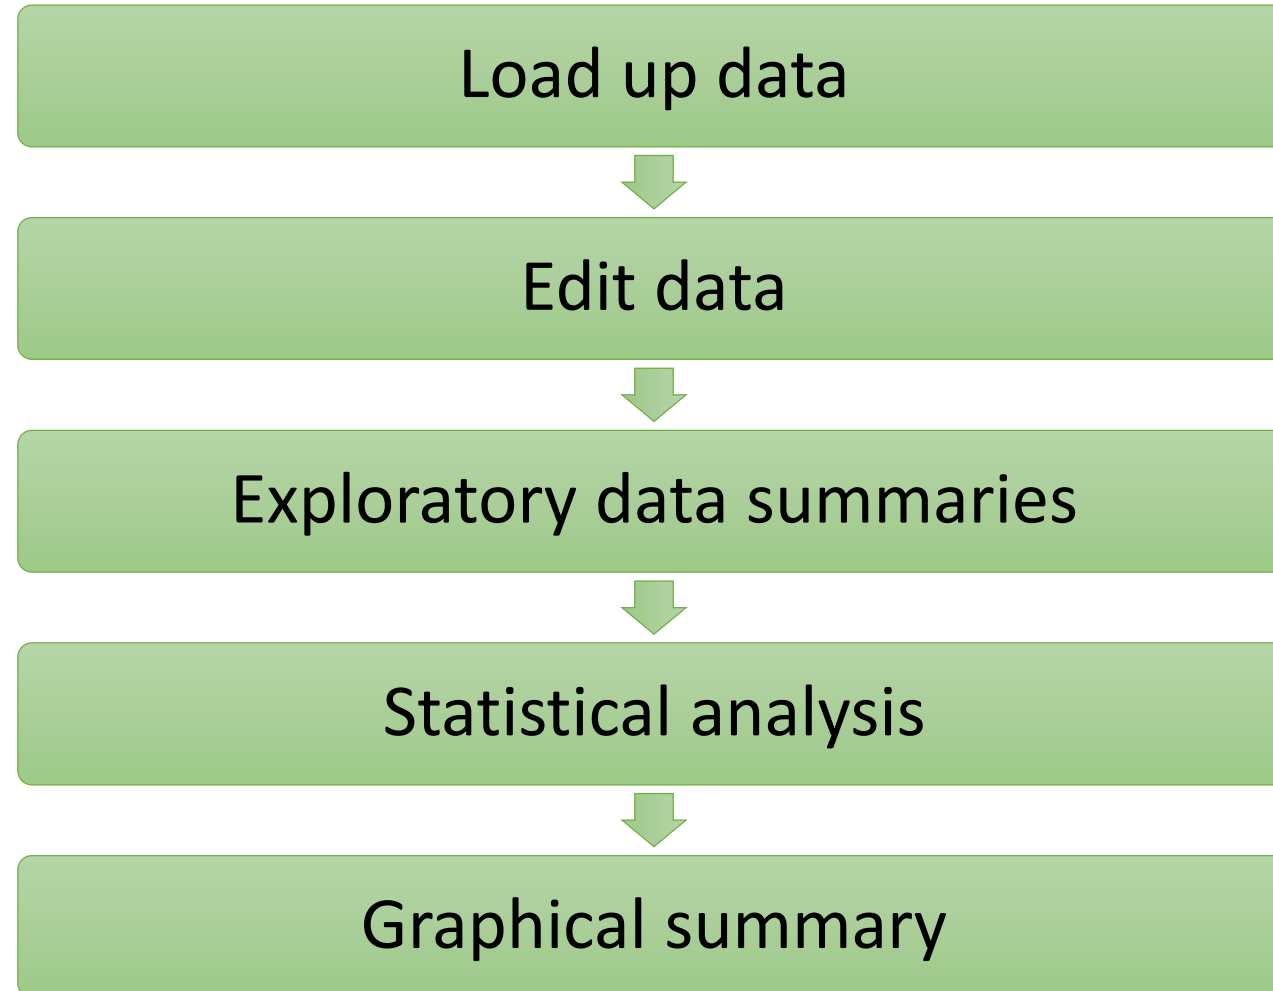 Load up data
Edit data
Exploratory data summaries
Statistical analysis
Graphical summary